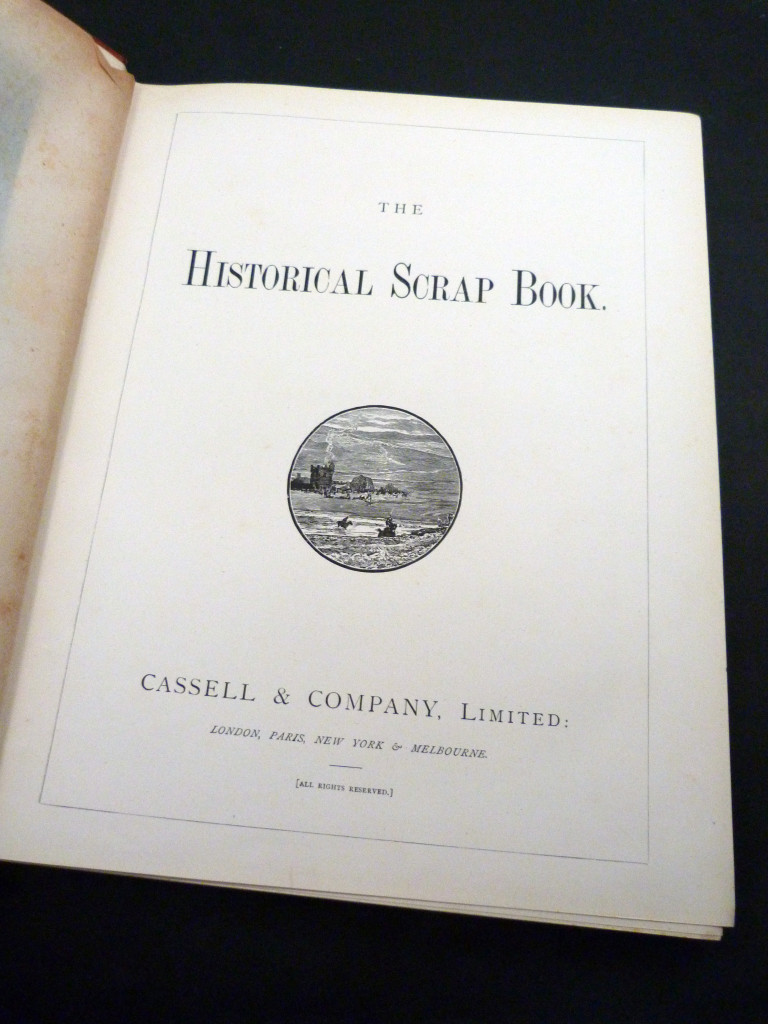 THE
HISTORICAL SCRAP BOOK.
CASSELL & COMPANY, LIMITED:
LONDON, PARIS, NEW YORK & MELBOURNE.
[ALL RIGHTS RESERVED.]